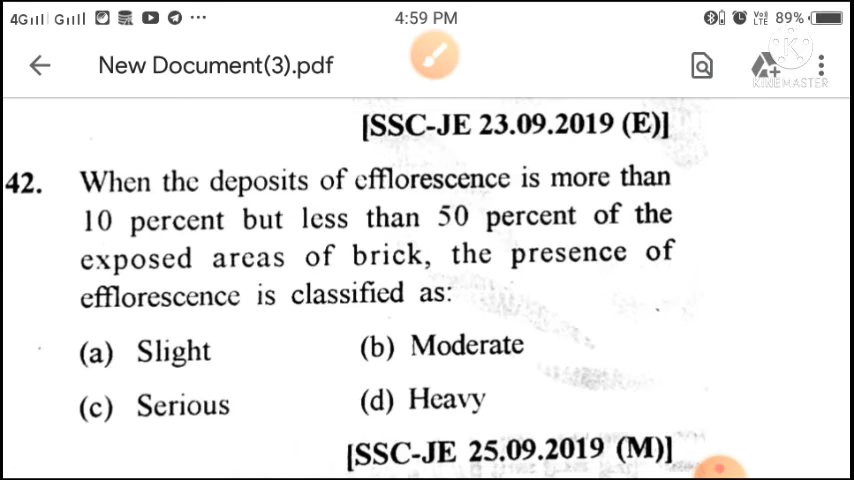 4G G 4:59 PM Vo) LTE 89%
New Document(3).pdf
KINEMASTER
[SSC-JE 23.09.2019 (E)]
42. When the deposits of efflorescence is more than
10 percent but less than 50 percent of the
exposed areas of brick, the presence of
efflorescence is classified as:
(a) Slight (b) Moderate
(c) Serious (d) Heavy
[SSC-JE 25.09.2019 (M)]